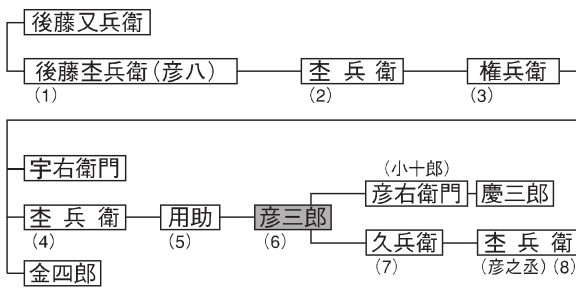 後藤又兵衛
後藤杢兵衛(彦八)
杢兵衛
権兵衛
(1)
(2)
(3)
宇右衛門
(小十郎)
彦右衛門
慶三郎
杢兵衛
用助
彦三郎
(4)
(5)
(6)
久兵衛
杢兵衛
(7)
(彦之丞)(8)
金四郎